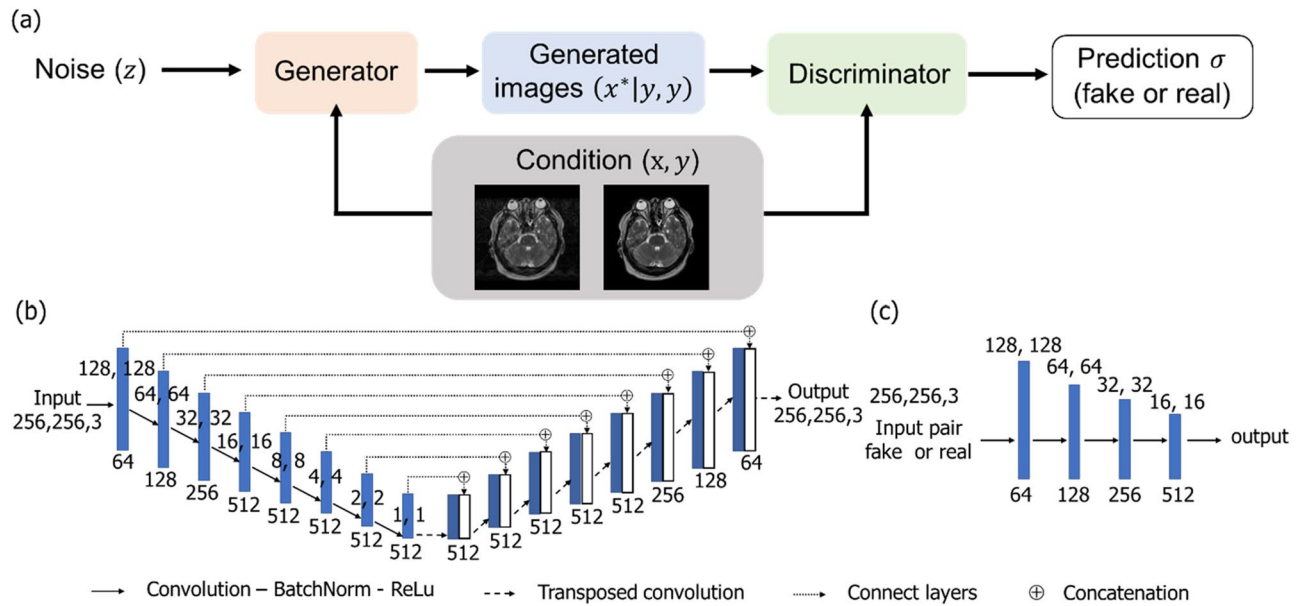 (a)
Noise (z)
Generator
Generated
images (x*|y, y)
Discriminator
Prediction σ
(fake or real)
Condition (x, y)
(b)
Input
256,256,3
128, 128
64, 64
32, 32
16, 16
8, 8
4, 4
2, 2
1, 1
64
128
256
512
512
512
512
512
512
512
512
512
512
256
128
64
Output
256,256,3
(c)
256,256,3
Input pair
fake or real
128, 128
64, 64
32, 32
16, 16
64
128
256
512
output
Convolution – BatchNorm - ReLu
Transposed convolution
Connect layers
⊕ Concatenation